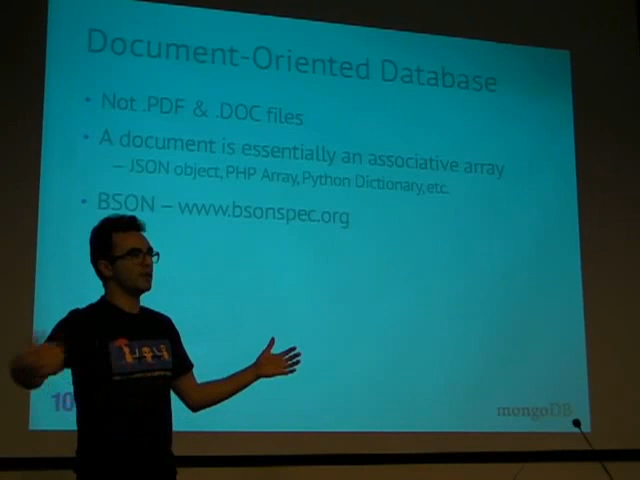 Document-Oriented Database
• Not .PDF & .DOC files
• A document is essentially an associative array
– JSON object, PHP Array, Python Dictionary, etc.
• BSON – www.bsonspec.org
10
mongoDB